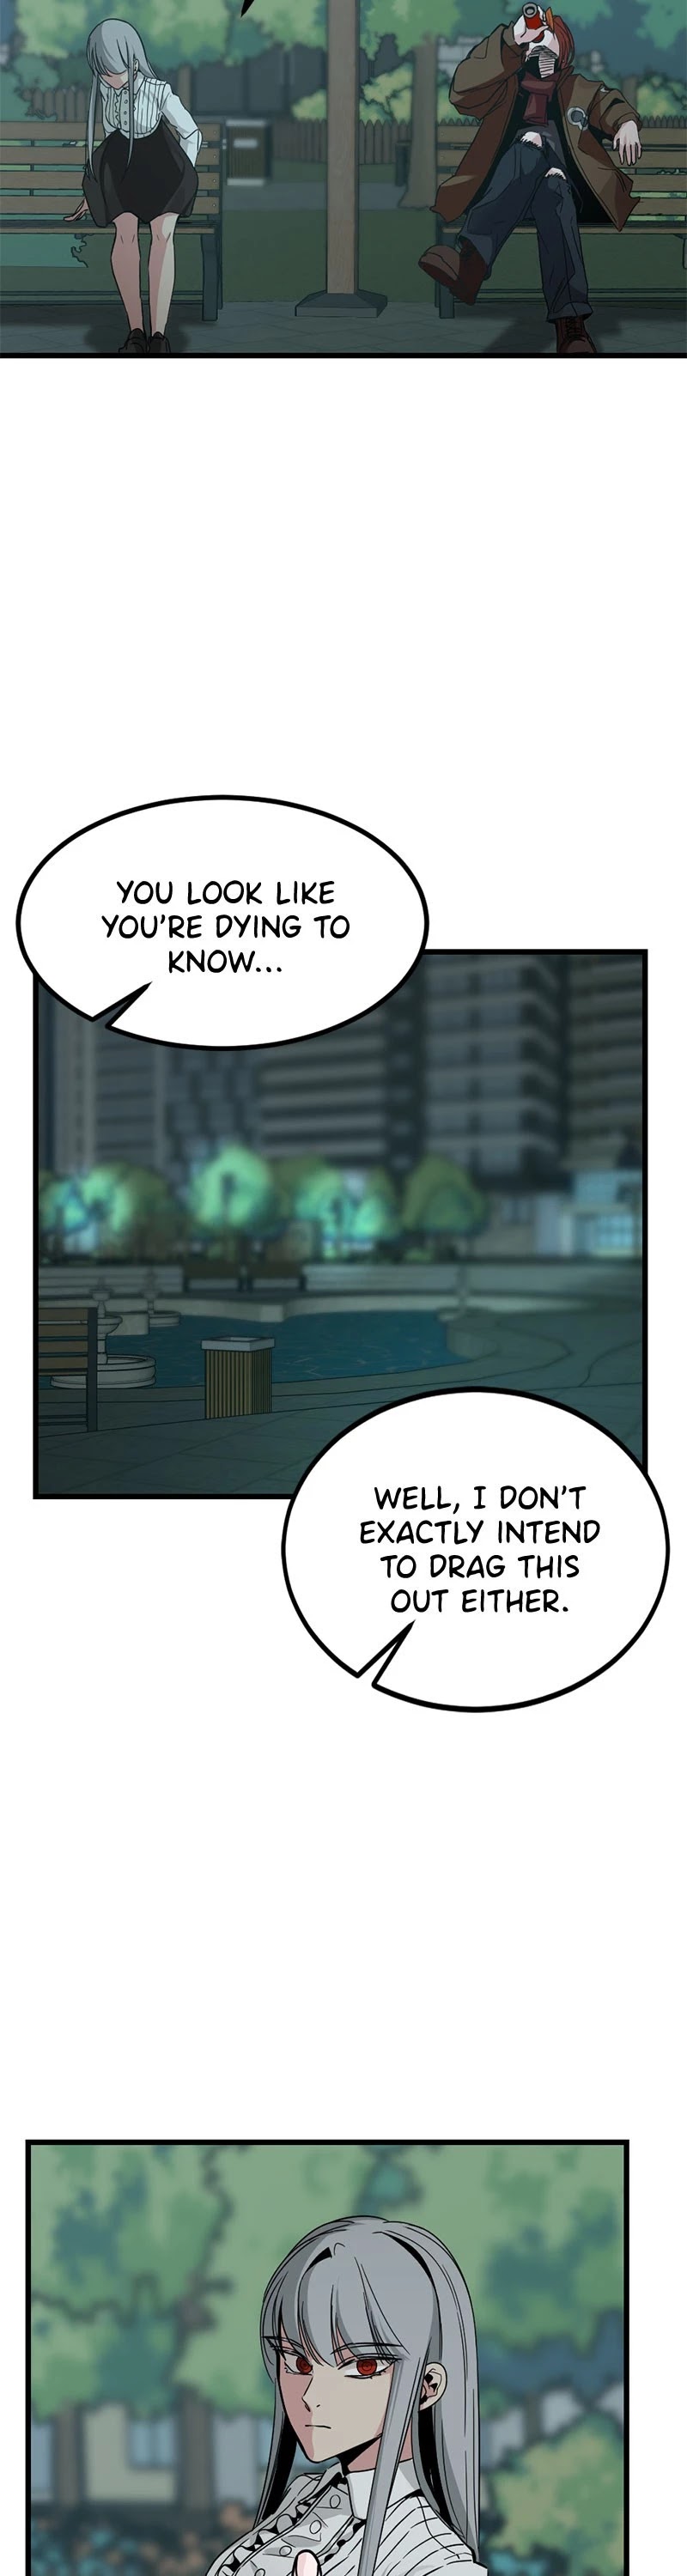 YOU LOOK LIKE
YOU'RE DYING TO
KNOW...
WELL, I DON'T
EXACTLY INTEND
TO DRAG THIS
OUT EITHER.